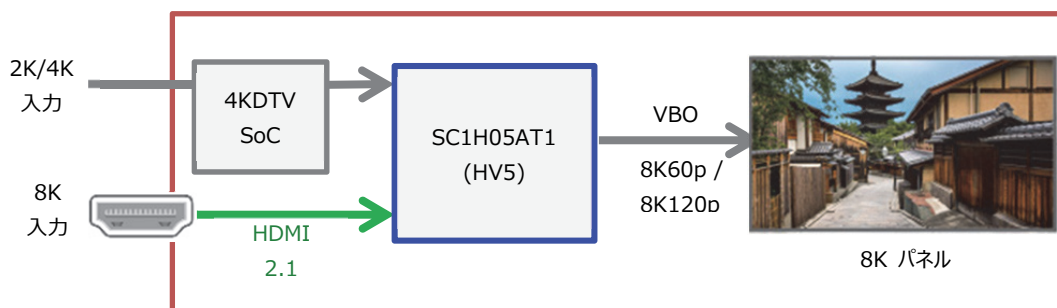 2K/4K
入力
4KDTV
SoC
SC1H05AT1
(HV5)
VBO
8K60p /
8K120p
8K
入力
HDMI
2.1
8K パネル